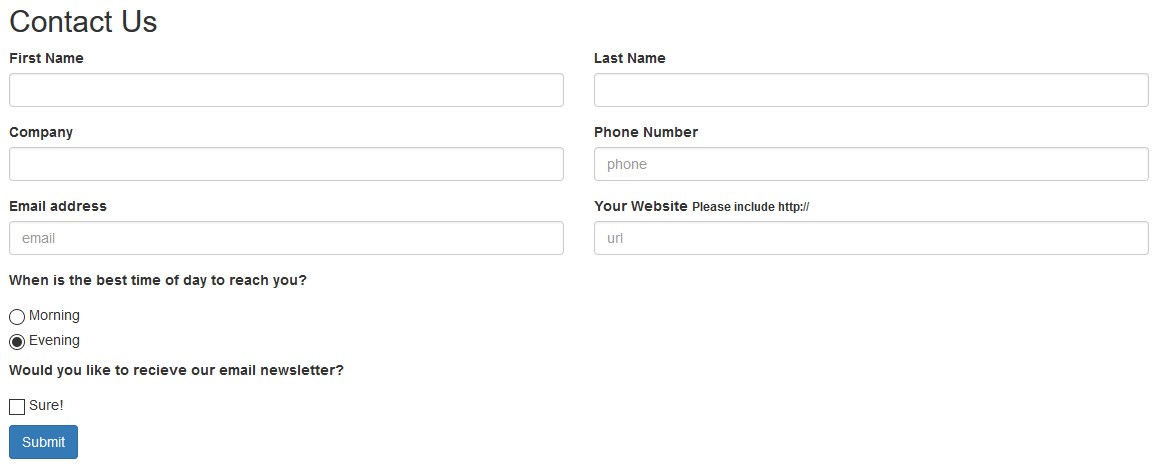 Contact Us
First Name
Last Name
Company
Phone Number
phone
Email address
Your Website Please include http://
email
url
When is the best time of day to reach you?
Morning
Evening
Would you like to recieve our email newsletter?
Sure!
Submit